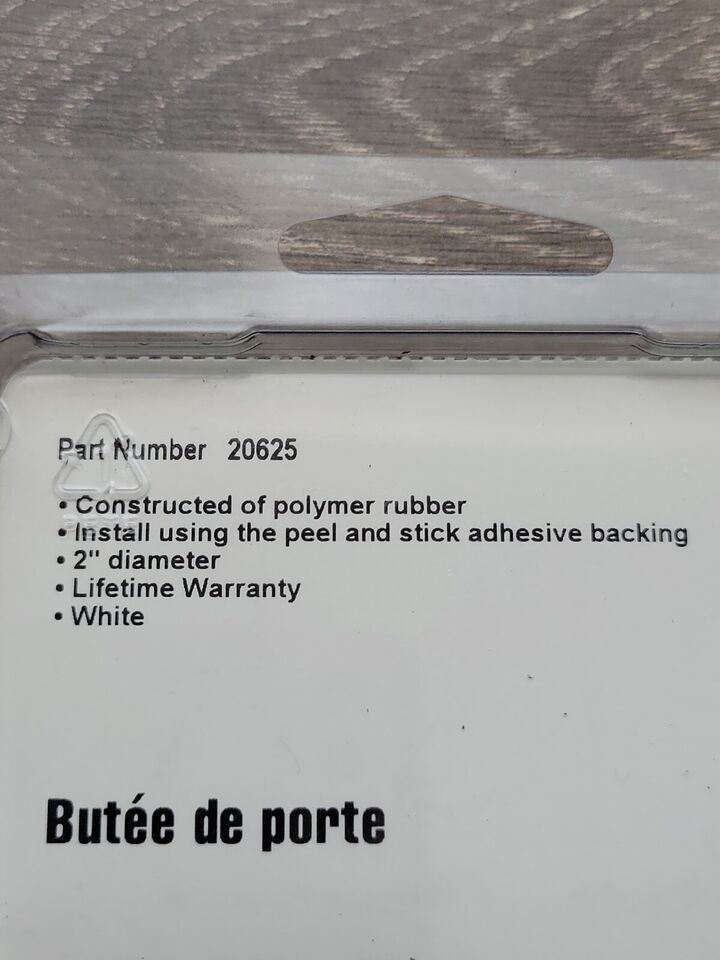 Part Number 20625
• Constructed of polymer rubber
• Install using the peel and stick adhesive backing
• 2" diameter
• Lifetime Warranty
• White
Butée de porte